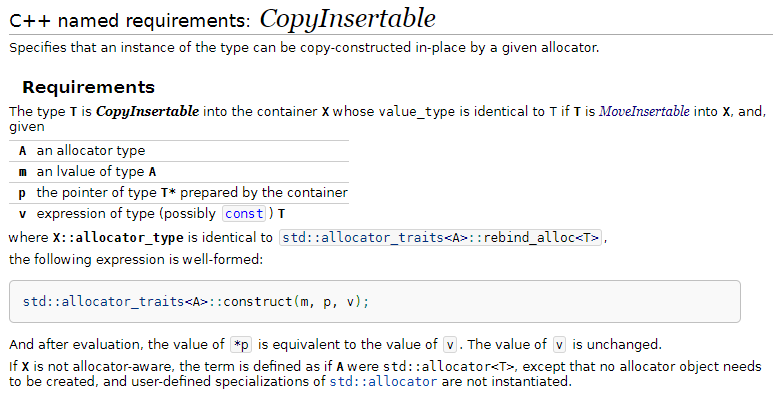 C++ named requirements: CopyInsertable
Specifies that an instance of the type can be copy-constructed in-place by a given allocator.
Requirements
The type T is CopyInsertable into the container X whose value_type is identical to T if T is MoveInsertable into X, and,
given
A an allocator type
m an lvalue of type A
p the pointer of type T* prepared by the container
v expression of type (possibly const) T
where X::allocator_type is identical to std::allocator_traits<A>::rebind_alloc<T>,
the following expression is well-formed:
std::allocator_traits<A>::construct(m, p, v);
And after evaluation, the value of *p is equivalent to the value of v. The value of v is unchanged.
If X is not allocator-aware, the term is defined as if A were std::allocator<T>, except that no allocator object needs
to be created, and user-defined specializations of std::allocator are not instantiated.